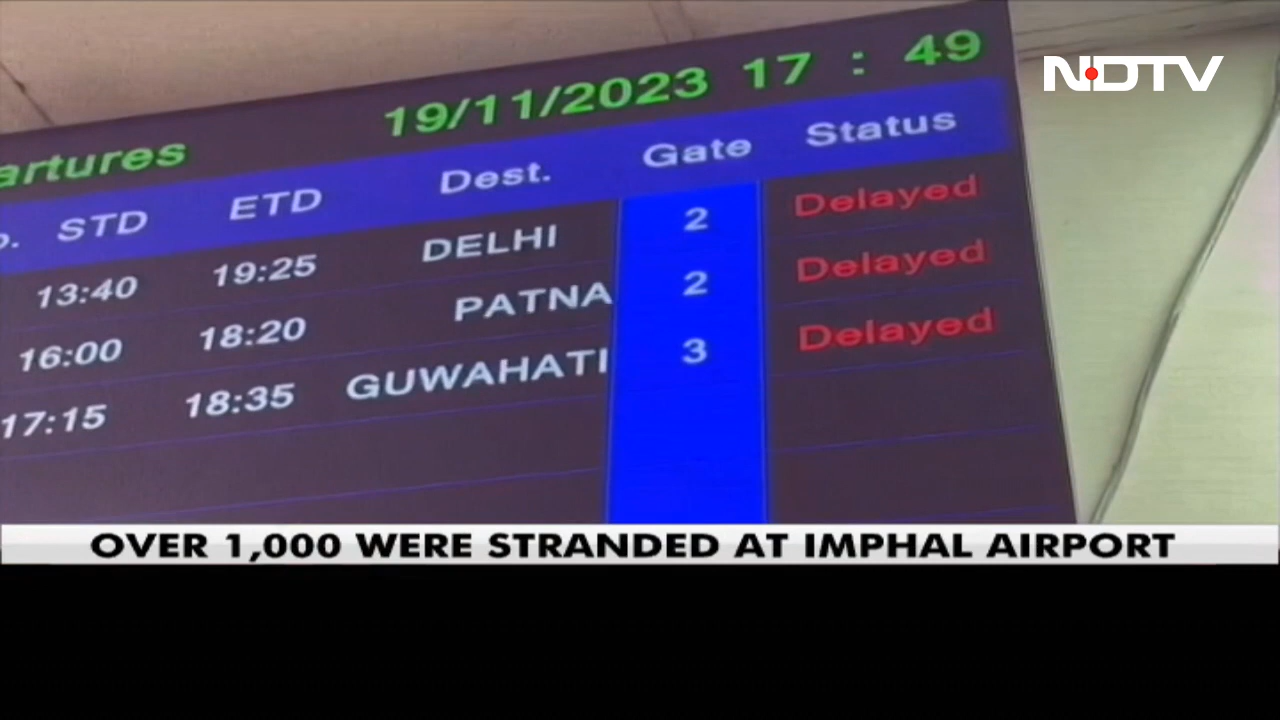 NDTV
19/11/2023 17 : 49
artures
o. STD ETD Dest. Gate Status
13:40 19:25 DELHI 2 Delayed
16:00 18:20 PATNA 2 Delayed
17:15 18:35 GUWAHATI 3 Delayed
OVER 1,000 WERE STRANDED AT IMPHAL AIRPORT